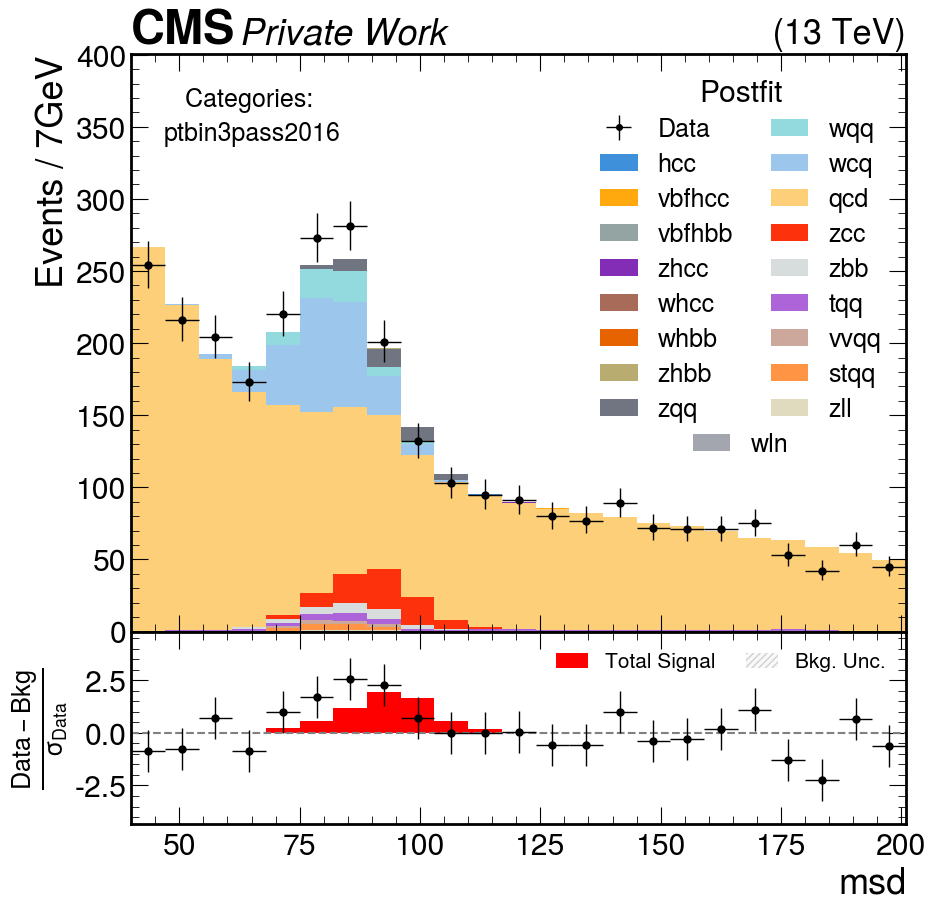 CMS Private Work (13 TeV)
Events / 7GeV
400
350
300
250
200
150
100
50
0
Categories:
ptbin3pass2016
Postfit
Data wqq
hcc wcq
vbfhcc qcd
vbfhbb zcc
zhcc zbb
whcc tqq
whbb vvqq
zhbb stqq
zqq zll
wln
Total Signal Bkg. Unc.
Data – Bkg
σData
2.5
0.0
-2.5
50 75 100 125 150 175 200
msd